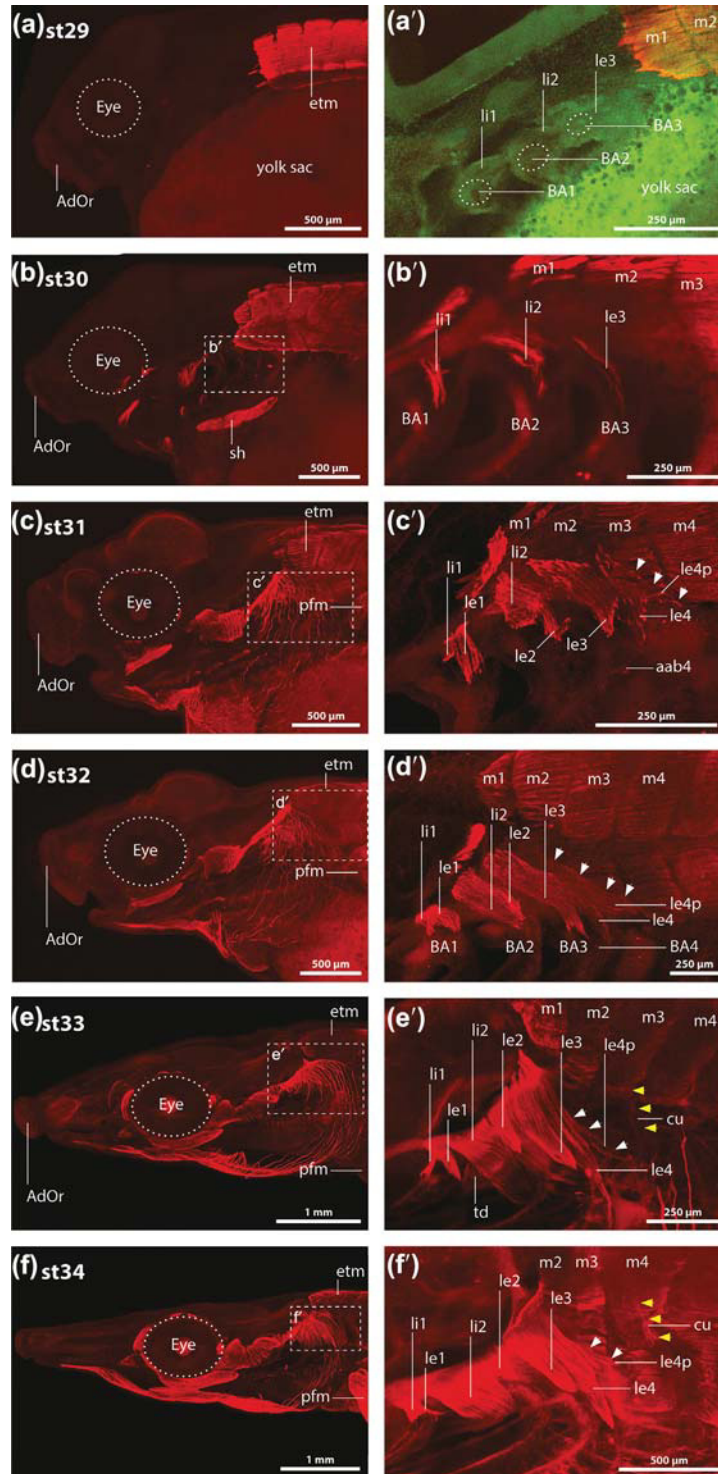 (a) st29
etm
Eye
yolk sac
AdOr
500 µm
(a′)
m2
m1
le3
li2
li1
BA3
BA2
BA1
yolk sac
250 µm
(b) st30
etm
Eye
b′
AdOr
sh
500 µm
(b′)
m1
m2
m3
li1
li2
le3
BA1
BA2
BA3
250 µm
(c) st31
etm
c′
Eye
pfm
AdOr
500 µm
(c′)
m1
m2
m3
m4
li2
li1
le1
le4p
le4
le2
le3
aab4
250 µm
(d) st32
etm
d′
Eye
pfm
AdOr
500 µm
(d′)
m1
m2
m3
m4
le3
le2
li2
li1
le1
le4p
le4
BA1
BA2
BA3
BA4
250 µm
(e) st33
etm
e′
Eye
pfm
AdOr
1 mm
(e′)
m1
m2
m3
m4
le2
le3
le4p
li2
li1
le1
cu
le4
td
250 µm
(f) st34
etm
f′
Eye
pfm
1 mm
(f′)
m2
m3
m4
le2
le3
li2
li1
le1
cu
le4p
le4
500 µm